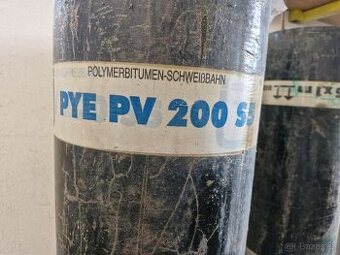 POLYMERBITUMEN-SCHWEIßBAHN
PYE PV 200 S5